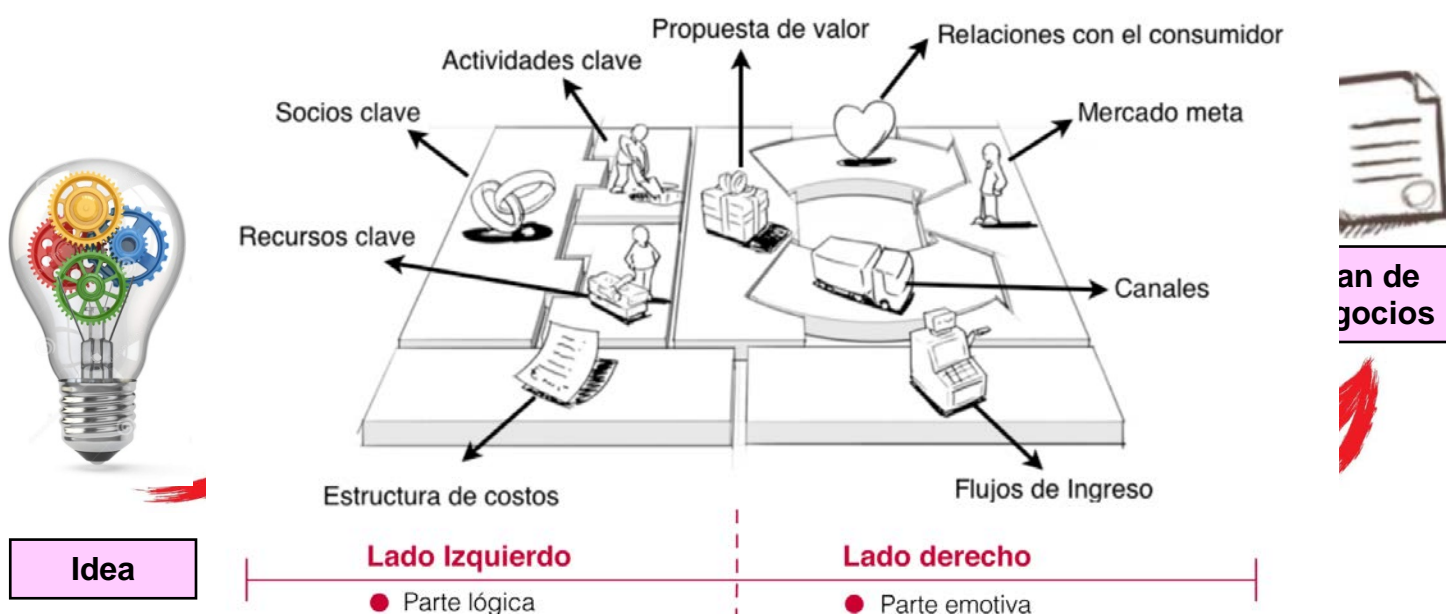 Propuesta de valor
Relaciones con el consumidor
Actividades clave
Socios clave
Mercado meta
Recursos clave
Canales
an de
gocios
Estructura de costos
Flujos de Ingreso
Idea
Lado Izquierdo
Lado derecho
● Parte lógica
● Parte emotiva